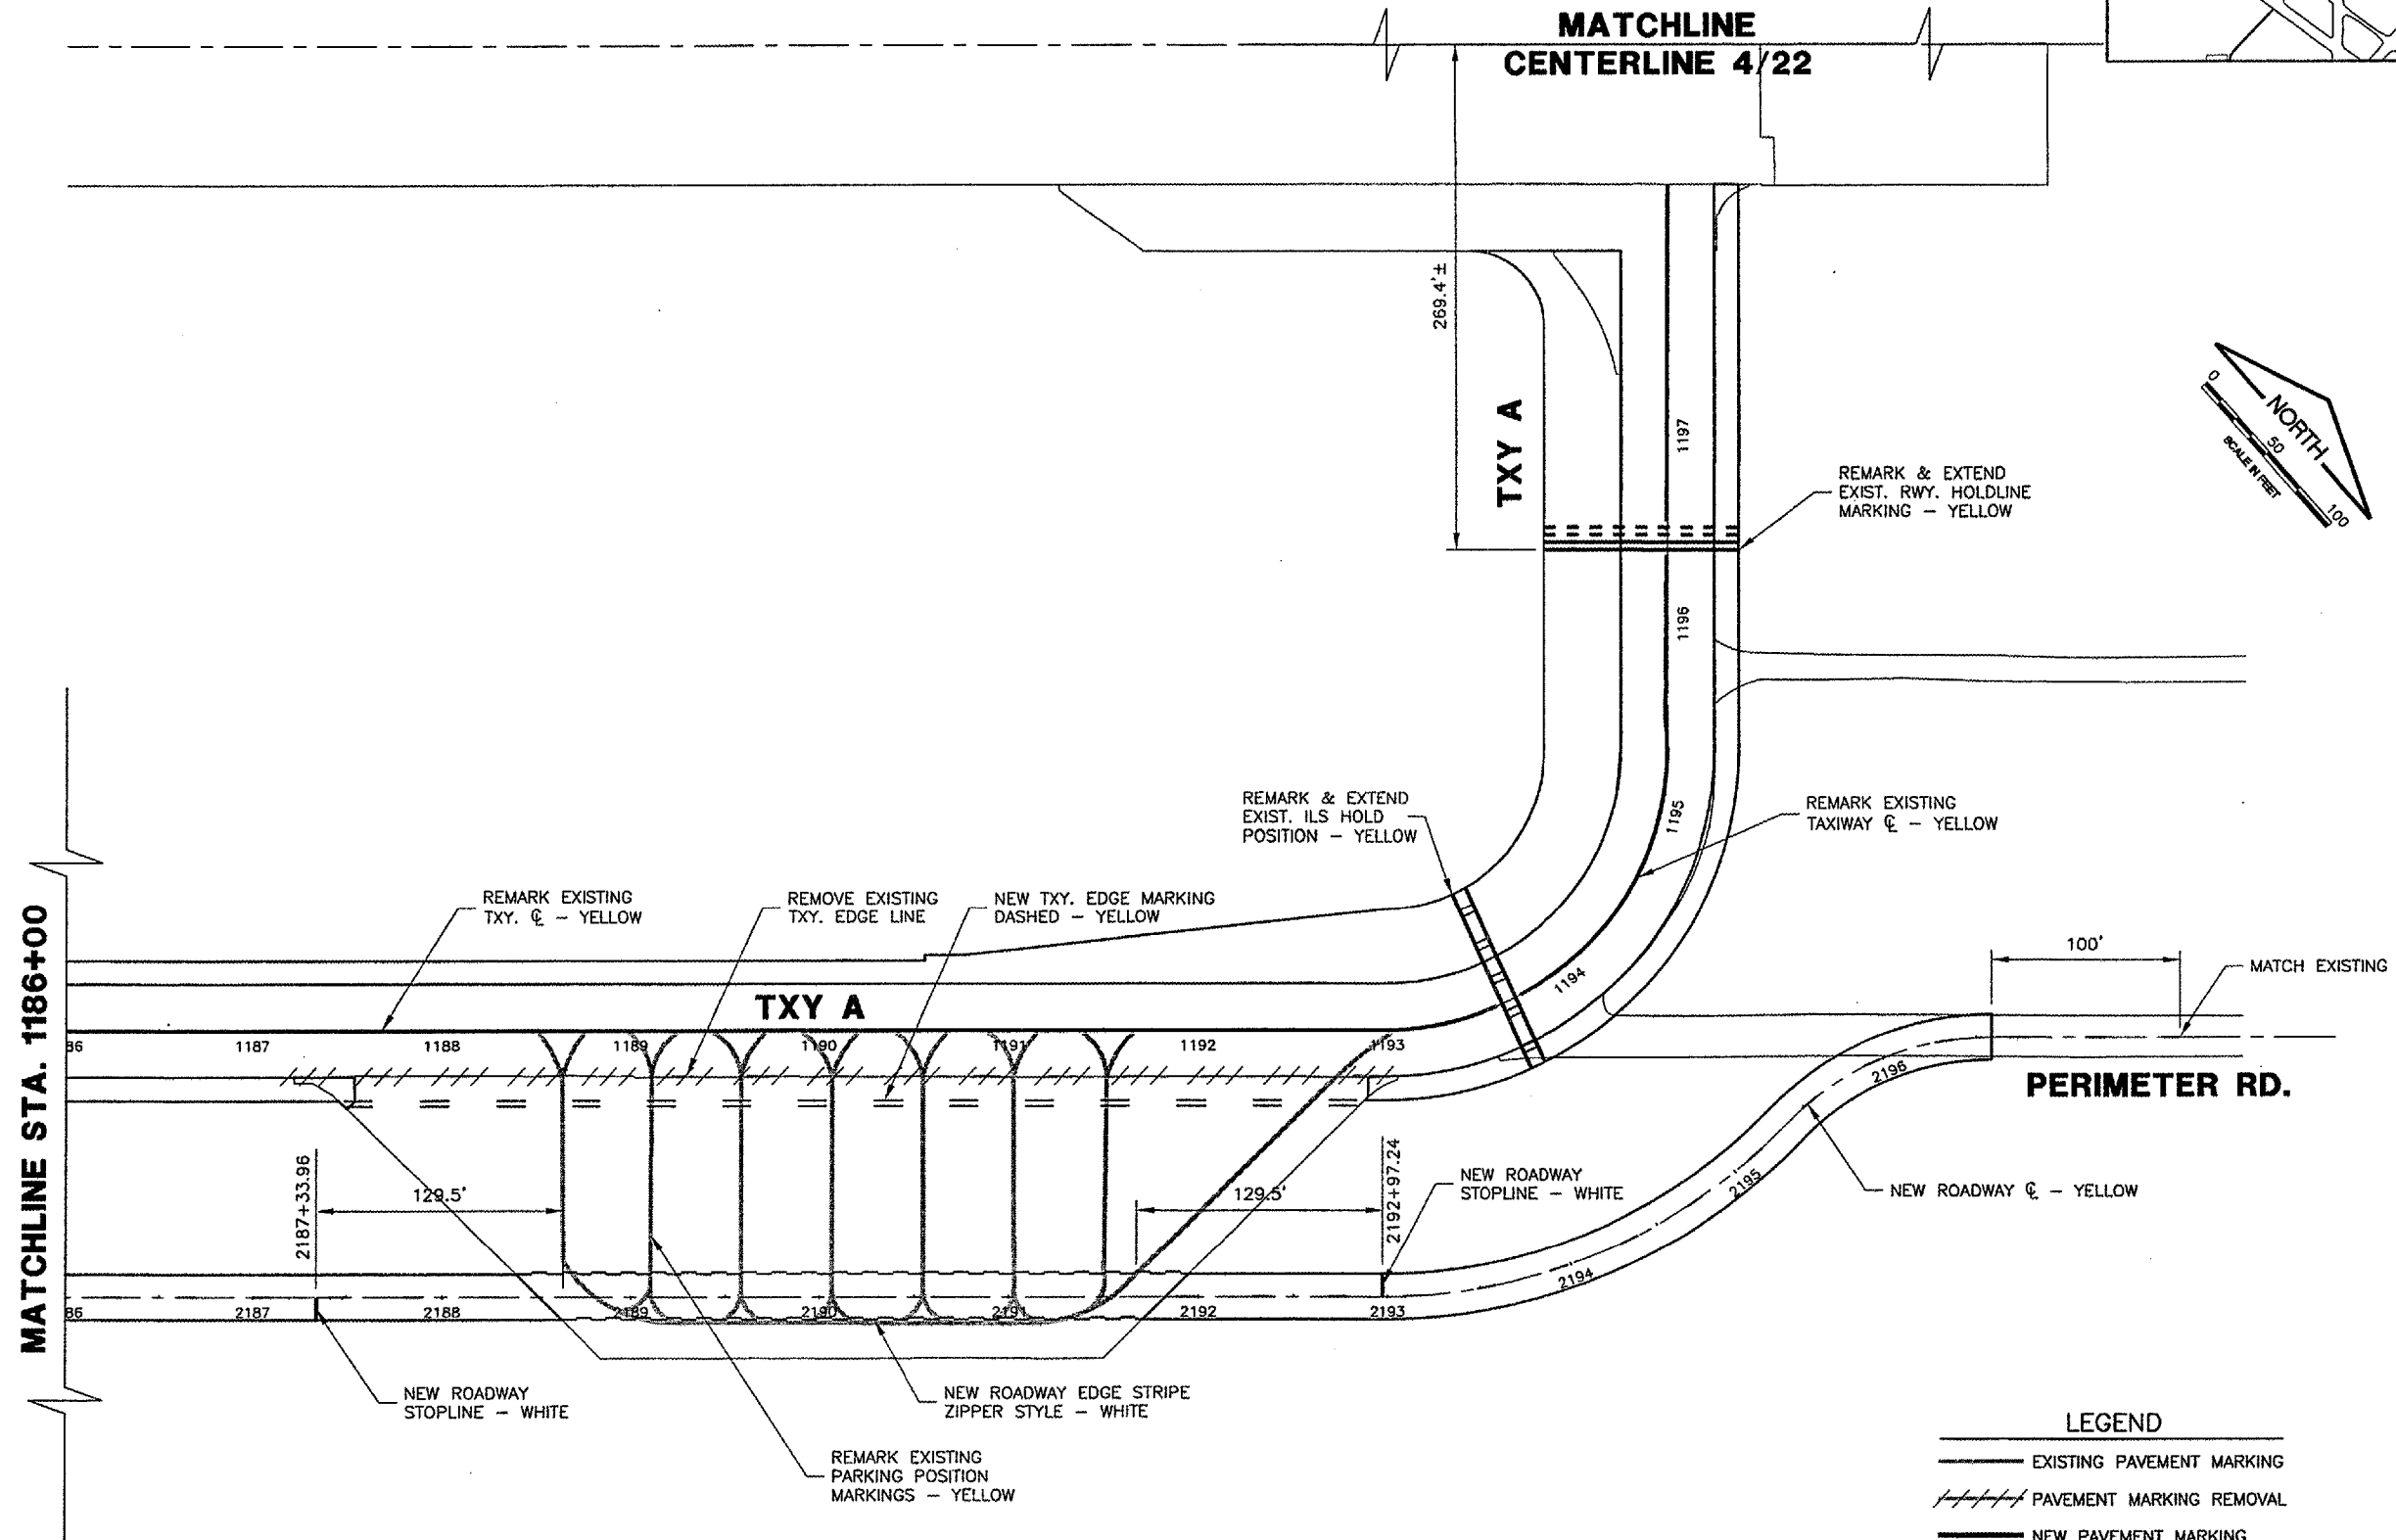 MATCHLINE
CENTERLINE 4/22
269.4'±
TXY A
1197
NORTH
0
50
100
SCALE IN FEET
REMARK & EXTEND
EXIST. RWY. HOLDLINE
MARKING – YELLOW
1196
REMARK & EXTEND
EXIST. ILS HOLD
POSITION – YELLOW
1195
REMARK EXISTING
TAXIWAY ℄ – YELLOW
MATCHLINE STA. 1186+00
REMARK EXISTING
TXY. ℄ – YELLOW
REMOVE EXISTING
TXY. EDGE LINE
NEW TXY. EDGE MARKING
DASHED – YELLOW
100'
MATCH EXISTING
TXY A
1194
86
1187
1188
1189
1190
1191
1192
1193
2196
PERIMETER RD.
2187+33.96
129.5'
129.5'
2192+97.24
NEW ROADWAY
STOPLINE – WHITE
2195
NEW ROADWAY ℄ – YELLOW
86
2187
2188
2189
2190
2191
2192
2193
2194
NEW ROADWAY
STOPLINE – WHITE
NEW ROADWAY EDGE STRIPE
ZIPPER STYLE – WHITE
REMARK EXISTING
PARKING POSITION
MARKINGS – YELLOW
LEGEND
EXISTING PAVEMENT MARKING
PAVEMENT MARKING REMOVAL
NEW PAVEMENT MARKING